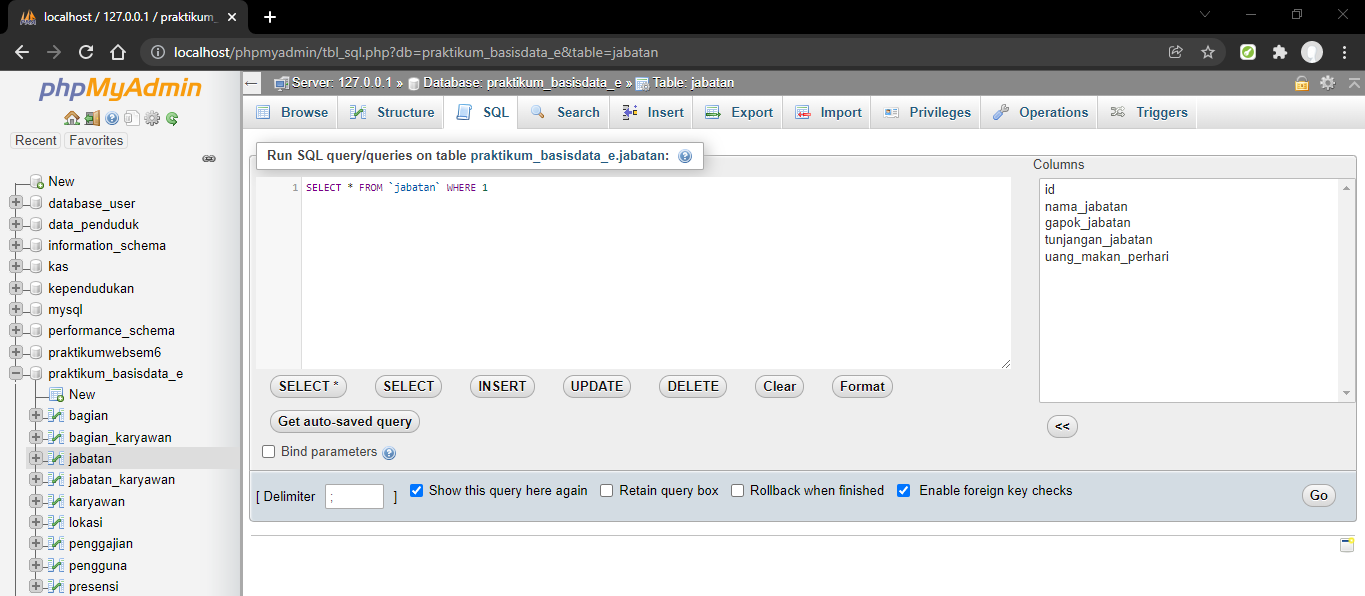 localhost / 127.0.0.1 / praktikum_
localhost/phpmyadmin/tbl_sql.php?db=praktikum_basisdata_e&table=jabatan
phpMyAdmin
Recent Favorites
New
database_user
data_penduduk
information_schema
kas
kependudukan
mysql
performance_schema
praktikumwebsem6
praktikum_basisdata_e
New
bagian
bagian_karyawan
jabatan
jabatan_karyawan
karyawan
lokasi
penggajian
pengguna
presensi
Server: 127.0.0.1 » Database: praktikum_basisdata_e » Table: jabatan
Browse Structure SQL Search Insert Export Import Privileges Operations Triggers
Run SQL query/queries on table praktikum_basisdata_e.jabatan:
1 SELECT * FROM `jabatan` WHERE 1
Columns
id
nama_jabatan
gapok_jabatan
tunjangan_jabatan
uang_makan_perhari
SELECT * SELECT INSERT UPDATE DELETE Clear Format
Get auto-saved query
<<
Bind parameters
[ Delimiter ; ] Show this query here again Retain query box Rollback when finished Enable foreign key checks
Go